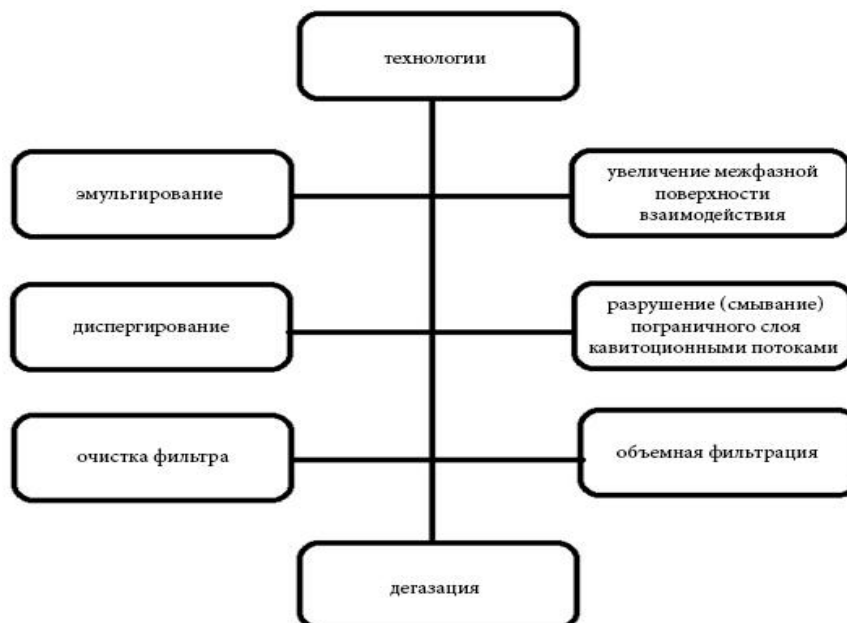 технологии
эмульгирование
увеличение межфазной
поверхности
взаимодействия
диспергирование
разрушение (смывание)
пограничного слоя
кавитоционными потоками
очистка фильтра
объемная фильтрация
дегазация